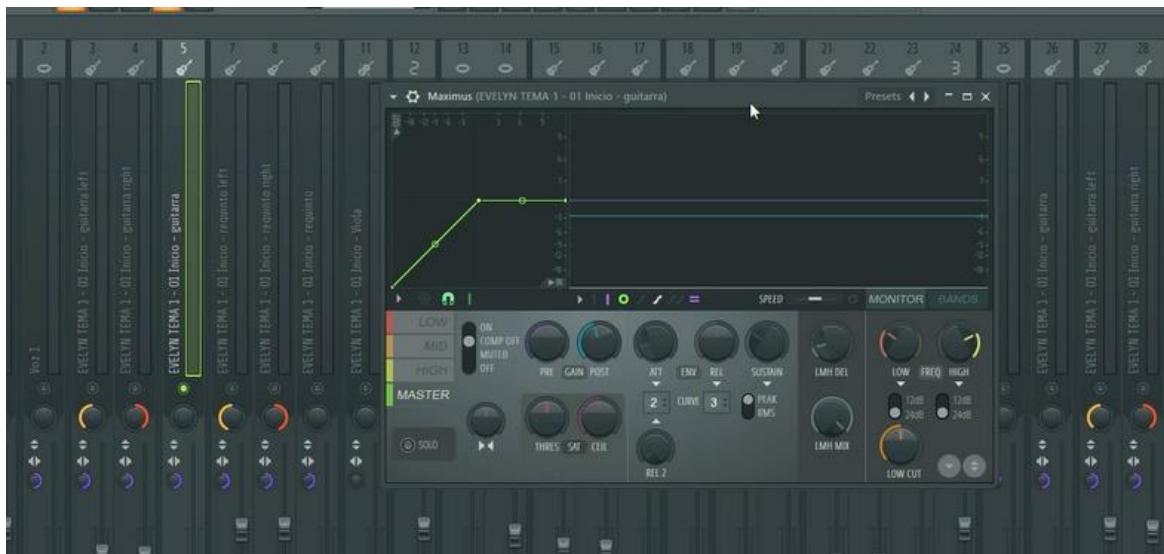 2 3 4 5 7 8 9 11 12 13 14 15 16 17 18 19 20 21 22 23 24 25 26 27 28
Voz 1
EVELYN TEMA 1 - 01 Inicio - guitarra left
EVELYN TEMA 1 - 01 Inicio - guitarra right
EVELYN TEMA 1 - 01 Inicio - guitarra
EVELYN TEMA 1 - 01 Inicio - requinto left
EVELYN TEMA 1 - 01 Inicio - requinto right
EVELYN TEMA 1 - 01 Inicio - requinto
EVELYN TEMA 1 - 01 Inicio - Viola
Maximus (EVELYN TEMA 1 - 01 Inicio - guitarra)
Presets
OUT
SPEED
MONITOR BANDS
LOW
MID
HIGH
MASTER
SOLO
ON
COMP OFF
MUTED
OFF
PRE GAIN POST
THRES SAT CEIL
ATT ENV REL SUSTAIN
2 CURVE 3
PEAK
RMS
REL 2
LMH DEL
LMH MIX
LOW FREQ HIGH
12dB 12dB
24dB 24dB
LOW CUT
EVELYN TEMA 1 - 01 Inicio - guitarra
EVELYN TEMA 1 - 01 Inicio - guitarra left
EVELYN TEMA 1 - 01 Inicio - guitarra right